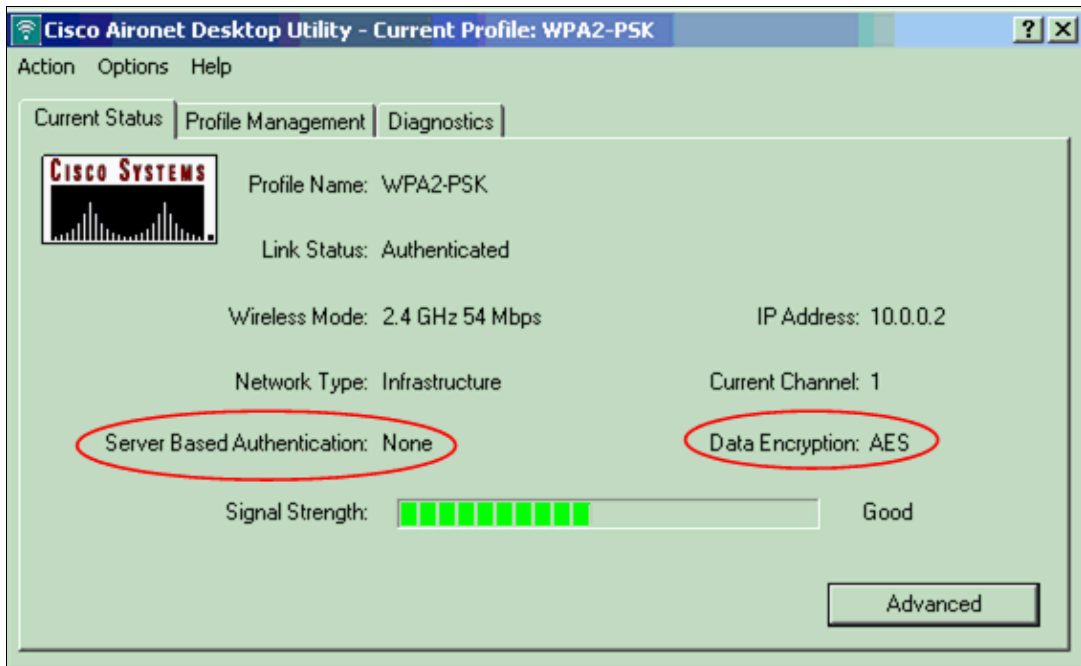 Cisco Aironet Desktop Utility - Current Profile: WPA2-PSK
Action Options Help
Current Status Profile Management Diagnostics
CISCO SYSTEMS
Profile Name: WPA2-PSK
Link Status: Authenticated
Wireless Mode: 2.4 GHz 54 Mbps IP Address: 10.0.0.2
Network Type: Infrastructure Current Channel: 1
Server Based Authentication: None Data Encryption: AES
Signal Strength: Good
Advanced